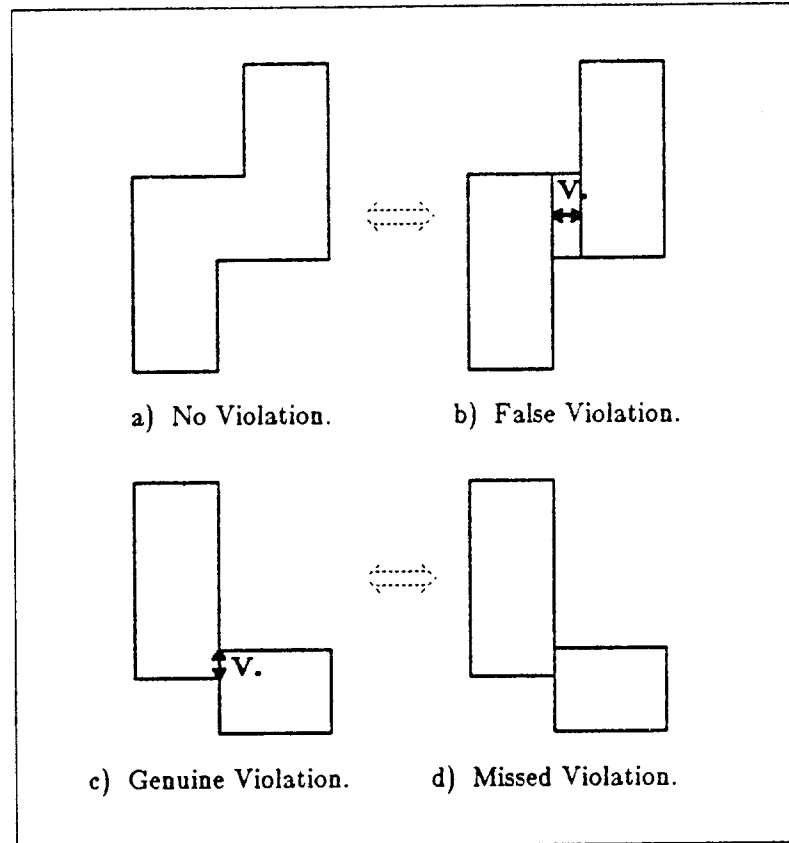 V.
a) No Violation.
b) False Violation.
V.
c) Genuine Violation.
d) Missed Violation.